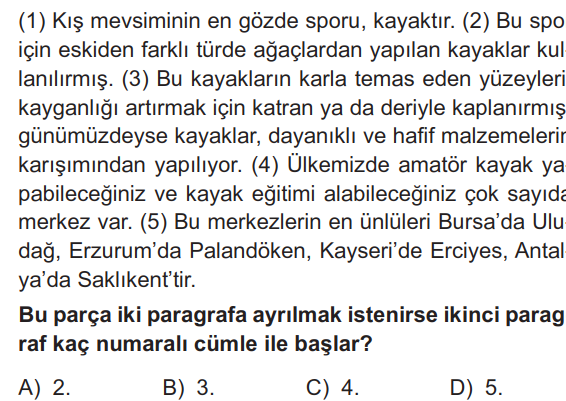 (1) Kış mevsiminin en gözde sporu, kayaktır. (2) Bu spo
için eskiden farklı türde ağaçlardan yapılan kayaklar kul-
lanılırmış. (3) Bu kayakların karla temas eden yüzeyleri
kayganlığı artırmak için katran ya da deriyle kaplanırmış
günümüzdeyse kayaklar, dayanıklı ve hafif malzemelerin
karışımından yapılıyor. (4) Ülkemizde amatör kayak ya-
pabileceğiniz ve kayak eğitimi alabileceğiniz çok sayıda
merkez var. (5) Bu merkezlerin en ünlüleri Bursa’da Ulu-
dağ, Erzurum’da Palandöken, Kayseri’de Erciyes, Antal-
ya’da Saklıkent’tir.
Bu parça iki paragrafa ayrılmak istenirse ikinci parag
raf kaç numaralı cümle ile başlar?
A) 2. B) 3. C) 4. D) 5.